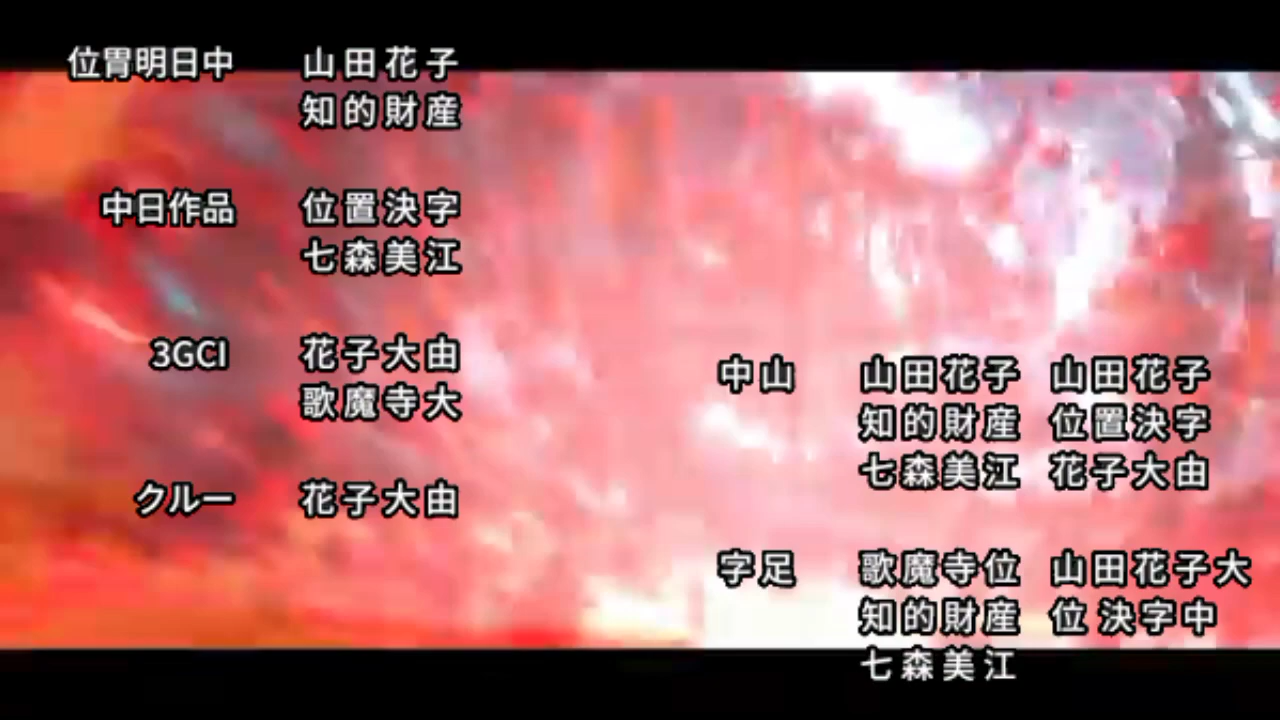 位胃明日中 山田花子
知的財産
中日作品 位置決字
七森美江
3GCI 花子大由
歌魔寺大
クルー 花子大由
中山 山田花子 山田花子
知的財産 位置決字
七森美江 花子大由
字足 歌魔寺位 山田花子大
知的財産 位決字中
七森美江